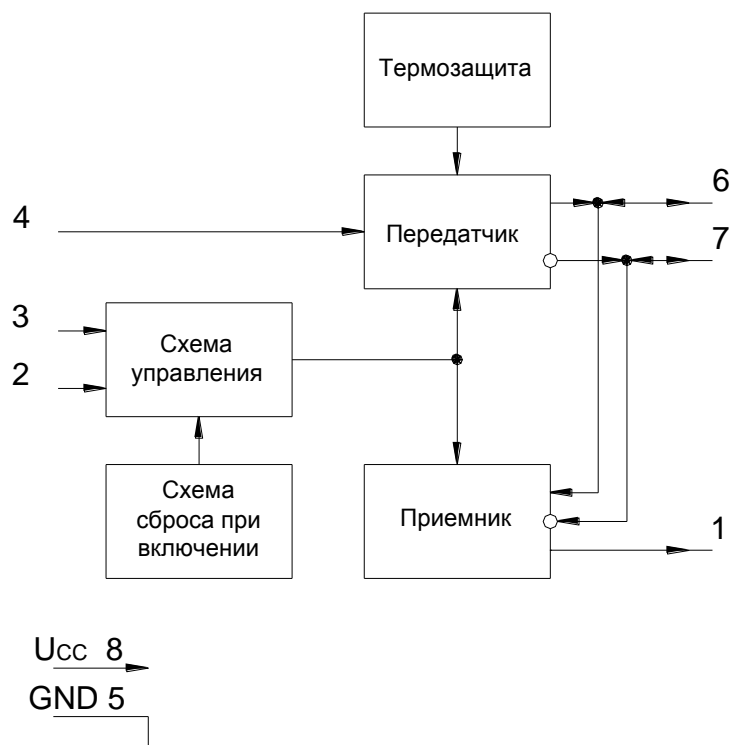 Термозащита
6
4
Передатчик
7
3
Схема
управления
2
Схема
сброса при
включении
Приемник
1
Ucc 8
GND 5